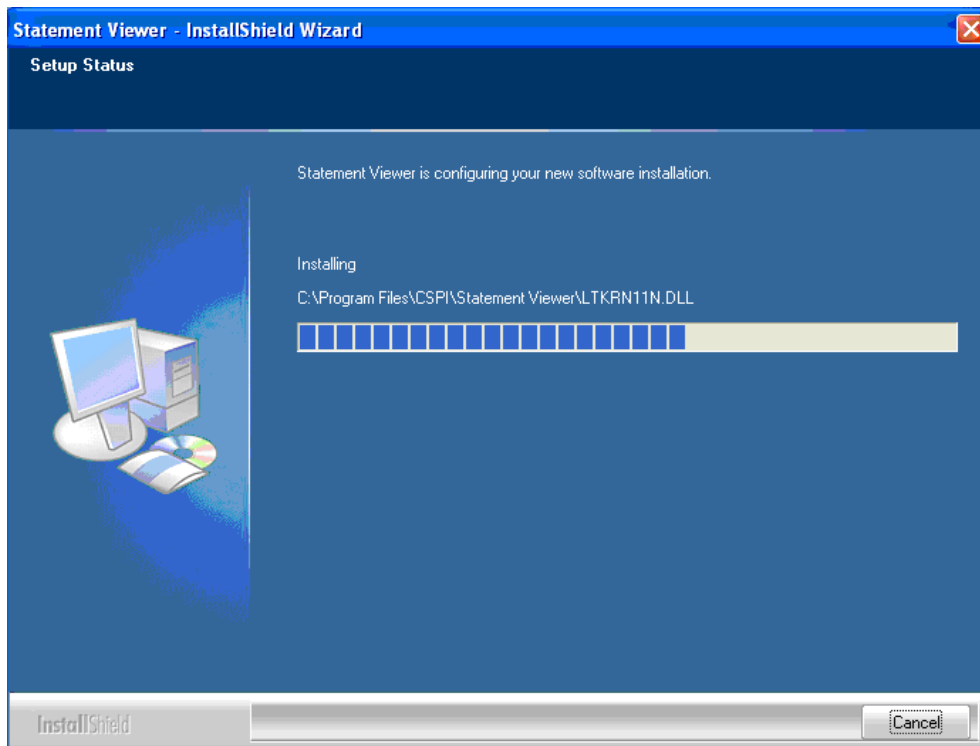 Statement Viewer - InstallShield Wizard
Setup Status
Statement Viewer is configuring your new software installation.
Installing
C:\Program Files\CSPI\Statement Viewer\LTKRN11N.DLL
InstallShield
Cancel